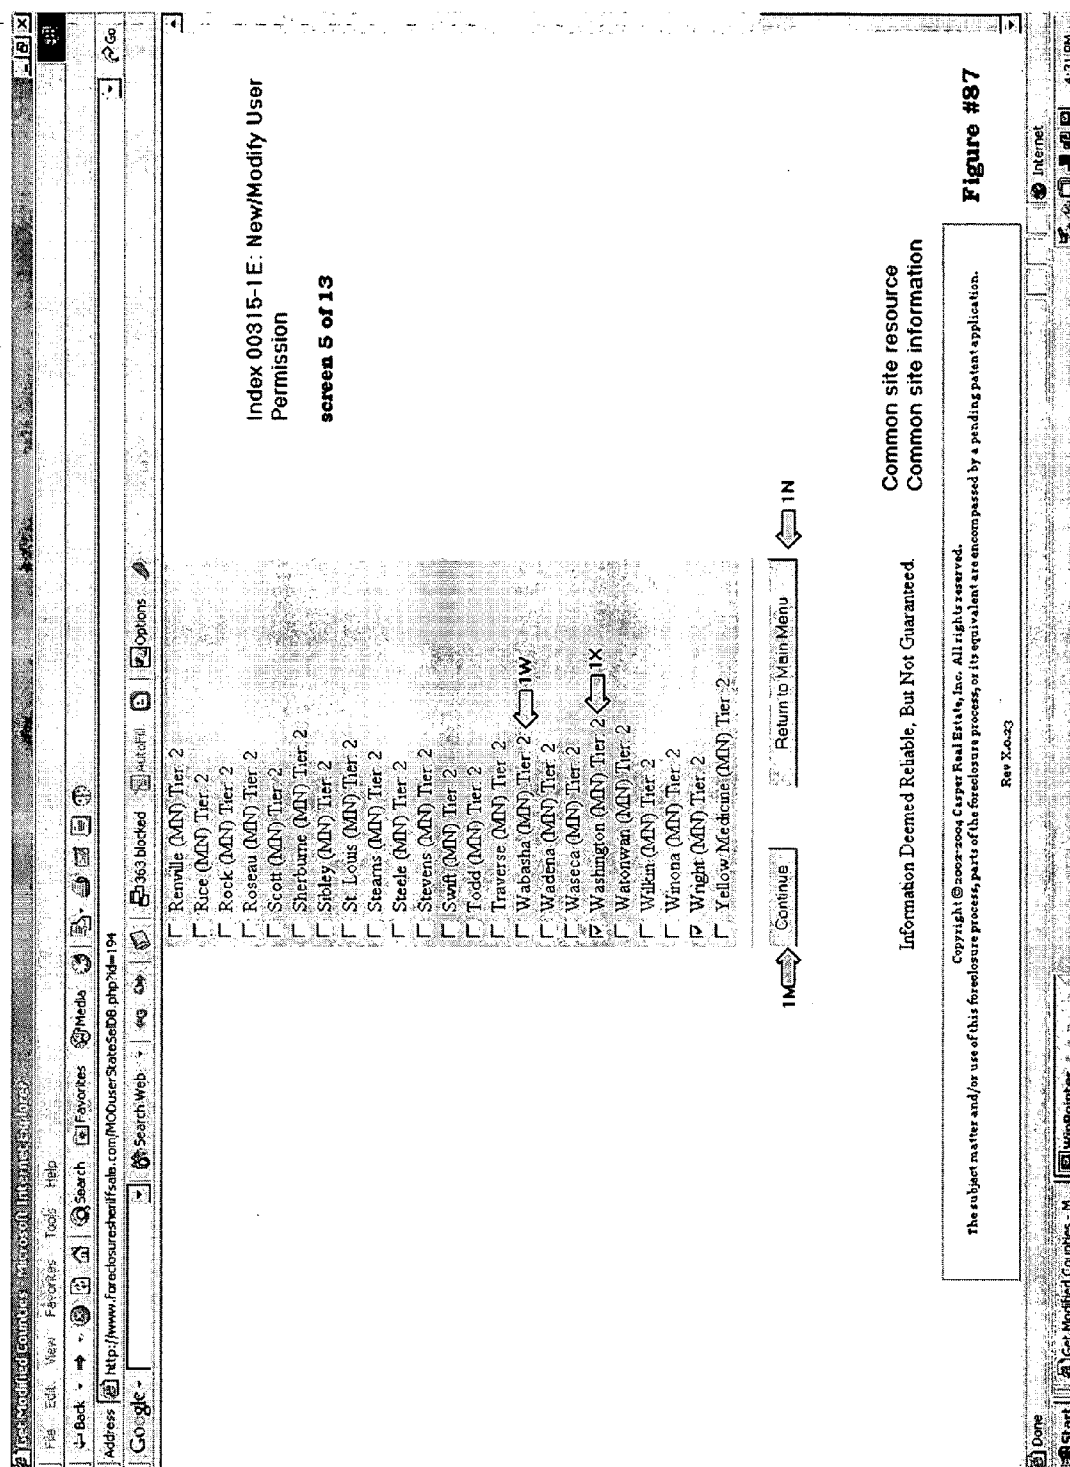 Get Modified Counties - Microsoft Internet Explorer
File Edit View Favorites Tools Help
Back Search Favorites Media
Address http://www.foreclosuresheriffsale.com/MODuserStateSelDB.php?id=194 Go
Google Search Web 363 blocked AutoFill Options
Renville (MN) Tier 2
Rice (MN) Tier 2
Rock (MN) Tier 2
Roseau (MN) Tier 2
Scott (MN) Tier 2
Sherburne (MN) Tier 2
Sibley (MN) Tier 2
St. Louis (MN) Tier 2
Stearns (MN) Tier 2
Steele (MN) Tier 2
Stevens (MN) Tier 2
Swift (MN) Tier 2
Todd (MN) Tier 2
Traverse (MN) Tier 2
Wabasha (MN) Tier 2 1W
Wadena (MN) Tier 2
Waseca (MN) Tier 2
Washington (MN) Tier 2 1X
Watonwan (MN) Tier 2
Wilkin (MN) Tier 2
Winona (MN) Tier 2
Wright (MN) Tier 2
Yellow Medicine (MN) Tier 2
Index 00315-1E: New/Modify User
Permission
screen 5 of 13
1M Continue Return to Main Menu 1N
Common site resource
Common site information
Information Deemed Reliable, But Not Guaranteed.
Copyright © 2002-2004 Casper Real Estate, Inc. All rights reserved.
The subject matter and/or use of this foreclosure process, parts of the foreclosure process, or its equivalent are encompassed by a pending patent application.
Rev X.0.23
Figure #87
Done Internet
Start Get Modified Counties - M... WinPointer 4:21 PM